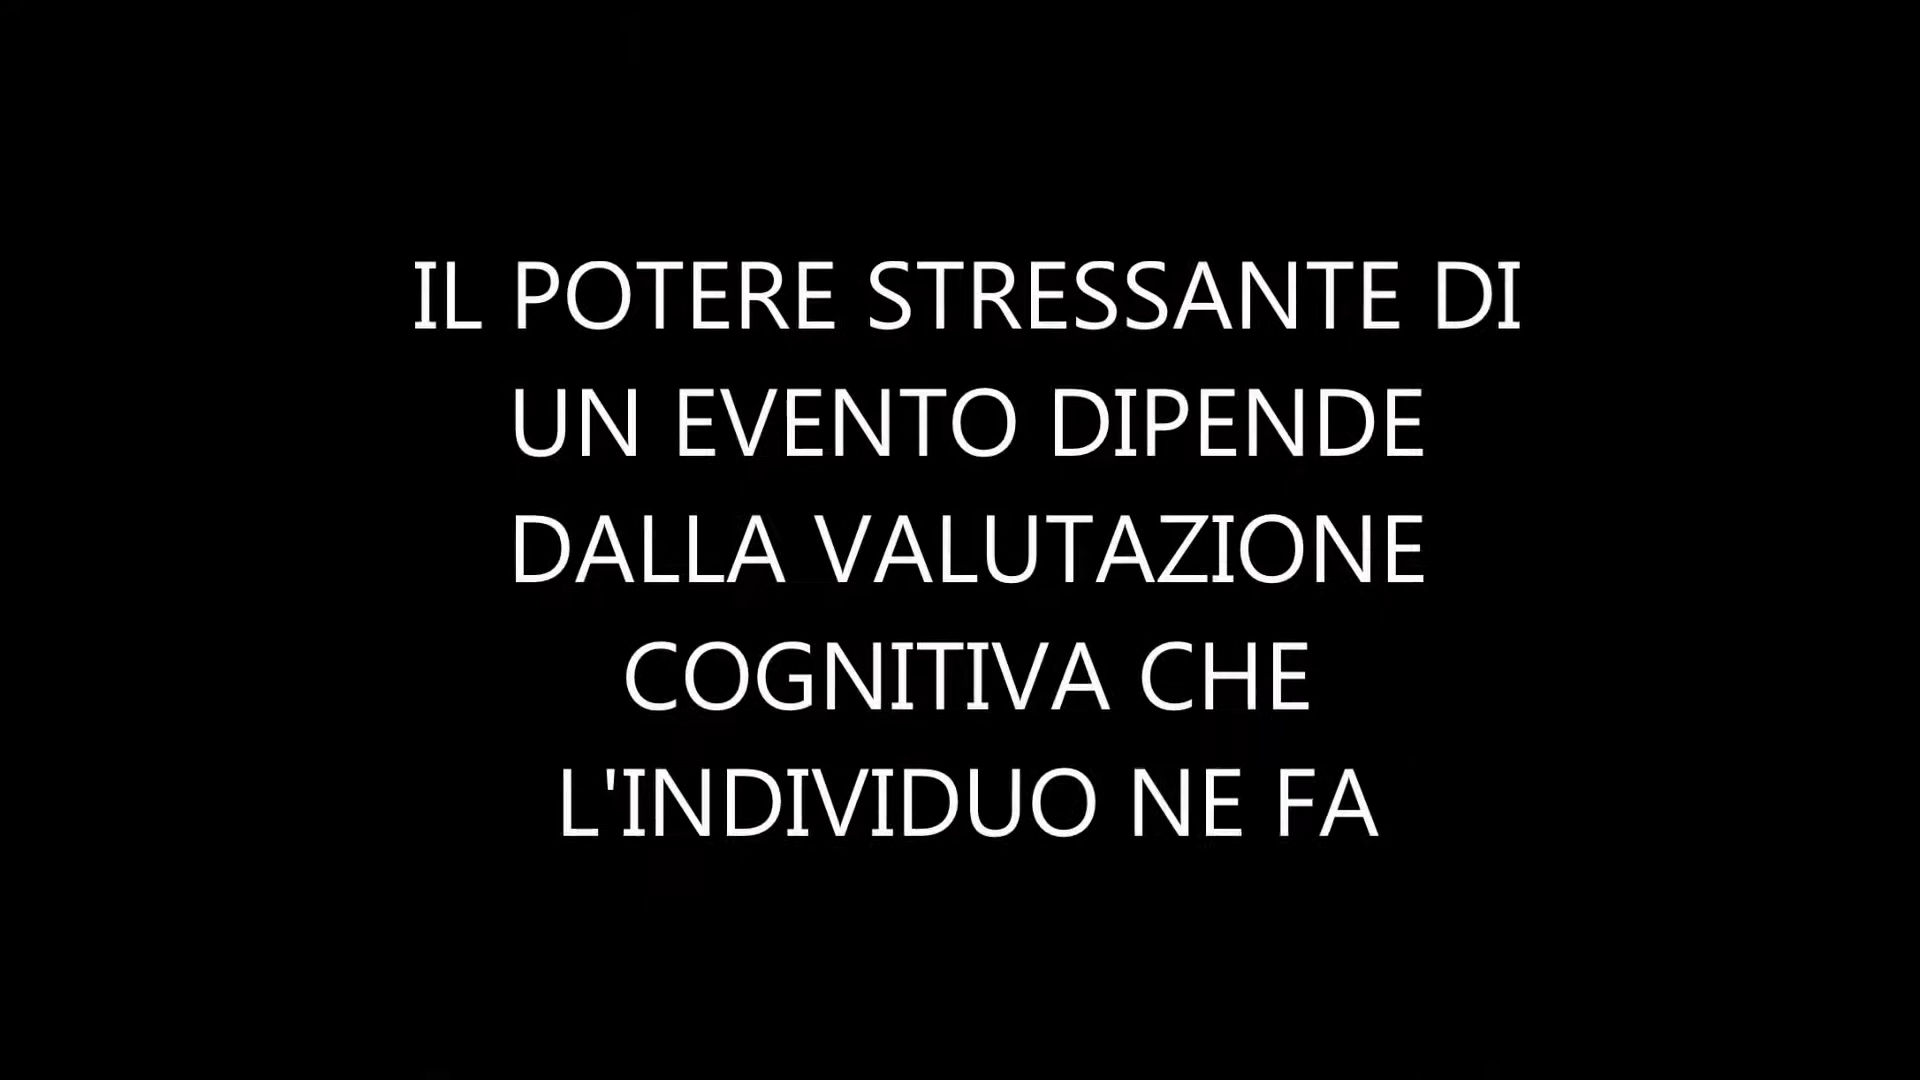 IL POTERE STRESSANTE DI
UN EVENTO DIPENDE
DALLA VALUTAZIONE
COGNITIVA CHE
L'INDIVIDUO NE FA